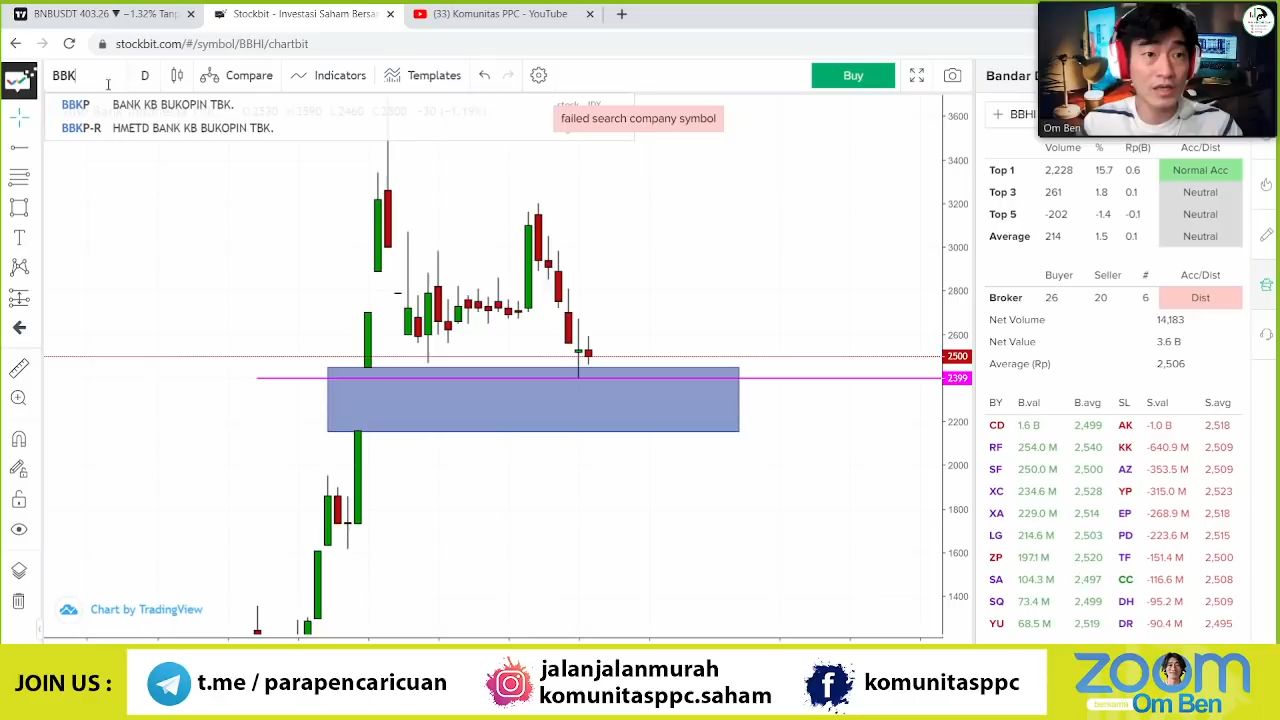 BNBUSDT 403.26 ▼ −1.32%
Stockbit - Investasi Saham Bersar
(33) Komunitas PPC - YouTube
stockbit.com/#/symbol/BBHI/chartbit
BBK
D
Compare
Indicators
Templates
Buy
Bandar D
BBKP BANK KB BUKOPIN TBK.
BBKP-R HMETD BANK KB BUKOPIN TBK.
failed search company symbol
BBHI
Om Ben
3600
3400
3200
3000
2800
2600
2500
2399
2200
2000
1800
1600
1400
Chart by TradingView
Volume % Rp(B) Acc/Dist
Top 1 2,228 15.7 0.6 Normal Acc
Top 3 261 1.8 0.1 Neutral
Top 5 -202 -1.4 -0.1 Neutral
Average 214 1.5 0.1 Neutral
Buyer Seller # Acc/Dist
Broker 26 20 6 Dist
Net Volume 14,183
Net Value 3.6 B
Average (Rp) 2,506
BY B.val B.avg SL S.val S.avg
CD 1.6 B 2,499 AK -1.0 B 2,518
RF 254.0 M 2,540 KK -640.9 M 2,509
SF 250.0 M 2,500 AZ -353.5 M 2,509
XC 234.6 M 2,528 YP -315.0 M 2,523
XA 229.0 M 2,514 EP -268.9 M 2,518
LG 214.6 M 2,503 PD -223.6 M 2,515
ZP 197.1 M 2,520 TF -151.4 M 2,500
SA 104.3 M 2,497 CC -116.6 M 2,508
SQ 73.4 M 2,499 DH -95.2 M 2,509
YU 68.5 M 2,519 DR -90.4 M 2,495
JOIN US :
t.me / parapencaricuan
jalanjalanmurah
komunitasppc.saham
komunitasppc
zoom
berkama
Om Ben